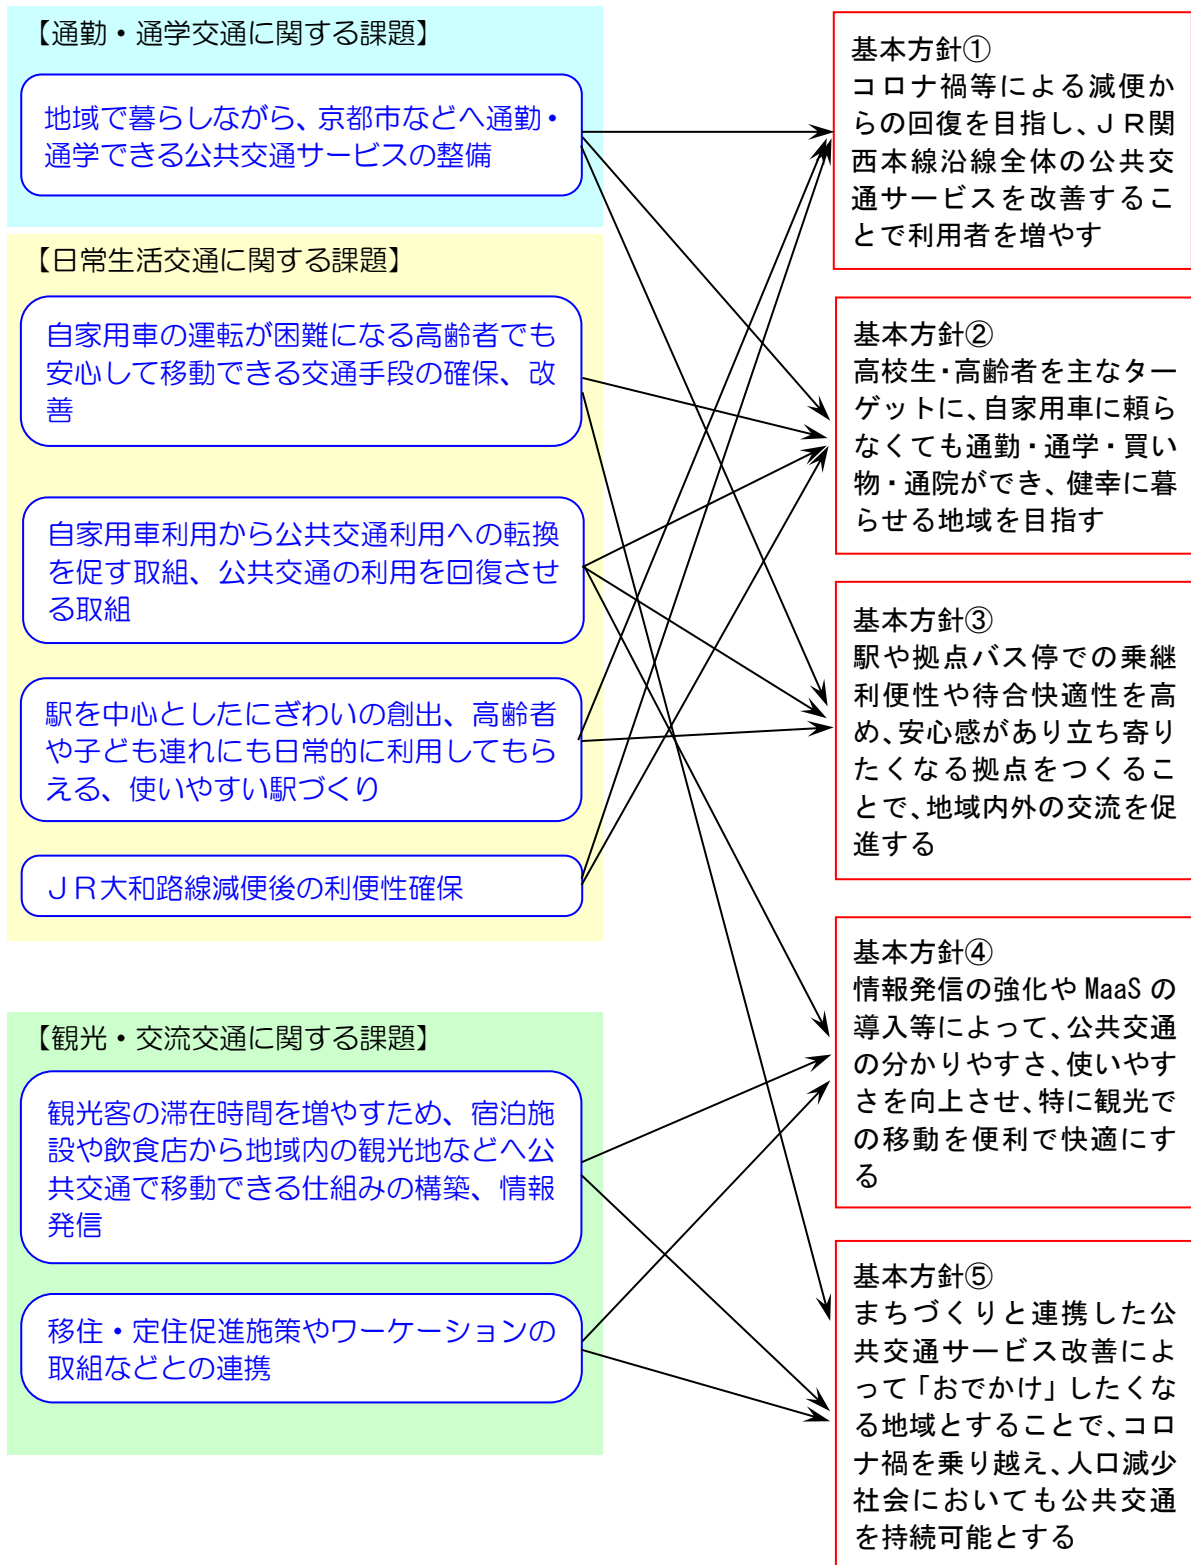 【通勤・通学交通に関する課題】
地域で暮らしながら、京都市などへ通勤・
通学できる公共交通サービスの整備
【日常生活交通に関する課題】
自家用車の運転が困難になる高齢者でも
安心して移動できる交通手段の確保、改
善
自家用車利用から公共交通利用への転換
を促す取組、公共交通の利用を回復させ
る取組
駅を中心としたにぎわいの創出、高齢者
や子ども連れにも日常的に利用してもら
える、使いやすい駅づくり
ＪＲ大和路線減便後の利便性確保
【観光・交流交通に関する課題】
観光客の滞在時間を増やすため、宿泊施
設や飲食店から地域内の観光地などへ公
共交通で移動できる仕組みの構築、情報
発信
移住・定住促進施策やワーケーションの
取組などとの連携
基本方針①
コロナ禍等による減便か
らの回復を目指し、ＪＲ関
西本線沿線全体の公共交
通サービスを改善するこ
とで利用者を増やす
基本方針②
高校生・高齢者を主なター
ゲットに、自家用車に頼ら
なくても通勤・通学・買い
物・通院ができ、健幸に暮
らせる地域を目指す
基本方針③
駅や拠点バス停での乗継
利便性や待合快適性を高
め、安心感があり立ち寄り
たくなる拠点をつくるこ
とで、地域内外の交流を促
進する
基本方針④
情報発信の強化や MaaS の
導入等によって、公共交通
の分かりやすさ、使いやす
さを向上させ、特に観光で
の移動を便利で快適にす
る
基本方針⑤
まちづくりと連携した公
共交通サービス改善によ
って「おでかけ」したくな
る地域とすることで、コロ
ナ禍を乗り越え、人口減少
社会においても公共交通
を持続可能とする